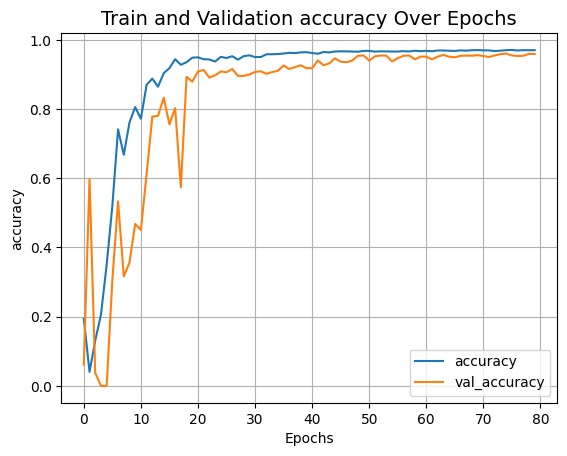 Train and Validation accuracy Over Epochs
1.0
0.8
0.6
0.4
0.2
0.0
accuracy
0 10 20 30 40 50 60 70 80
Epochs
accuracy
val_accuracy